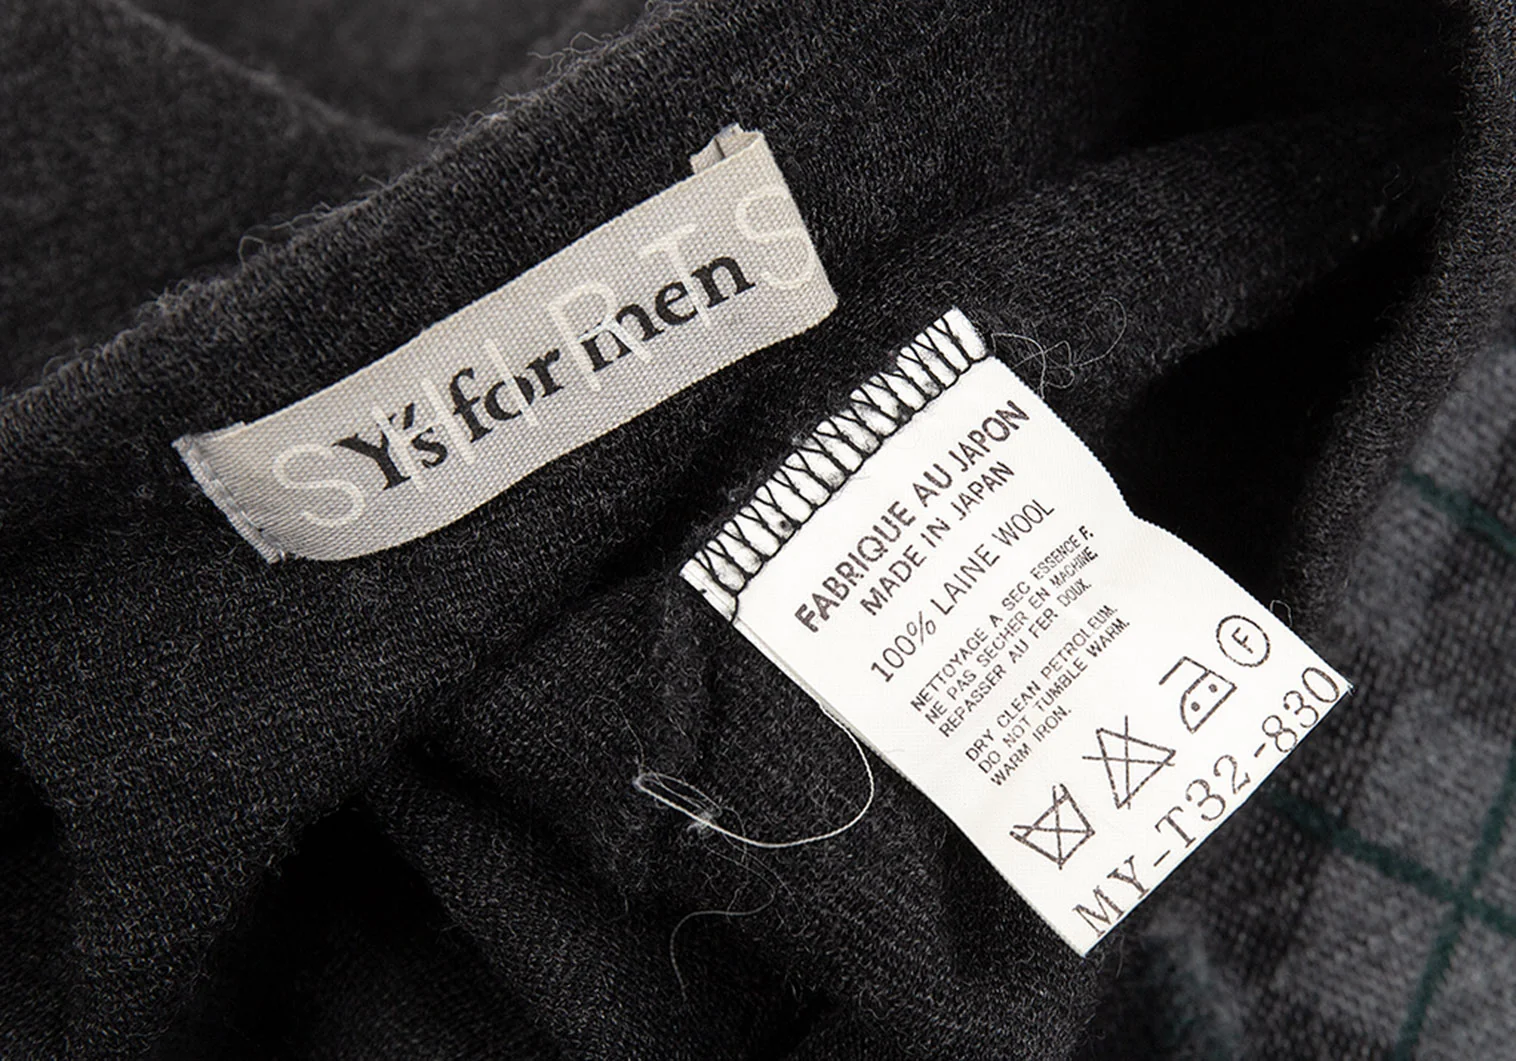 Y's for men
SHIRTS
FABRIQUE AU JAPON
MADE IN JAPAN
100% LAINE WOOL
NETTOYAGE A SEC ESSENCE F.
NE PAS SECHER EN MACHINE.
REPASSER AU FER DOUX.
DRY CLEAN PETROLEUM.
DO NOT TUMBLE WARM.
WARM IRON.
F
MY-T32-830